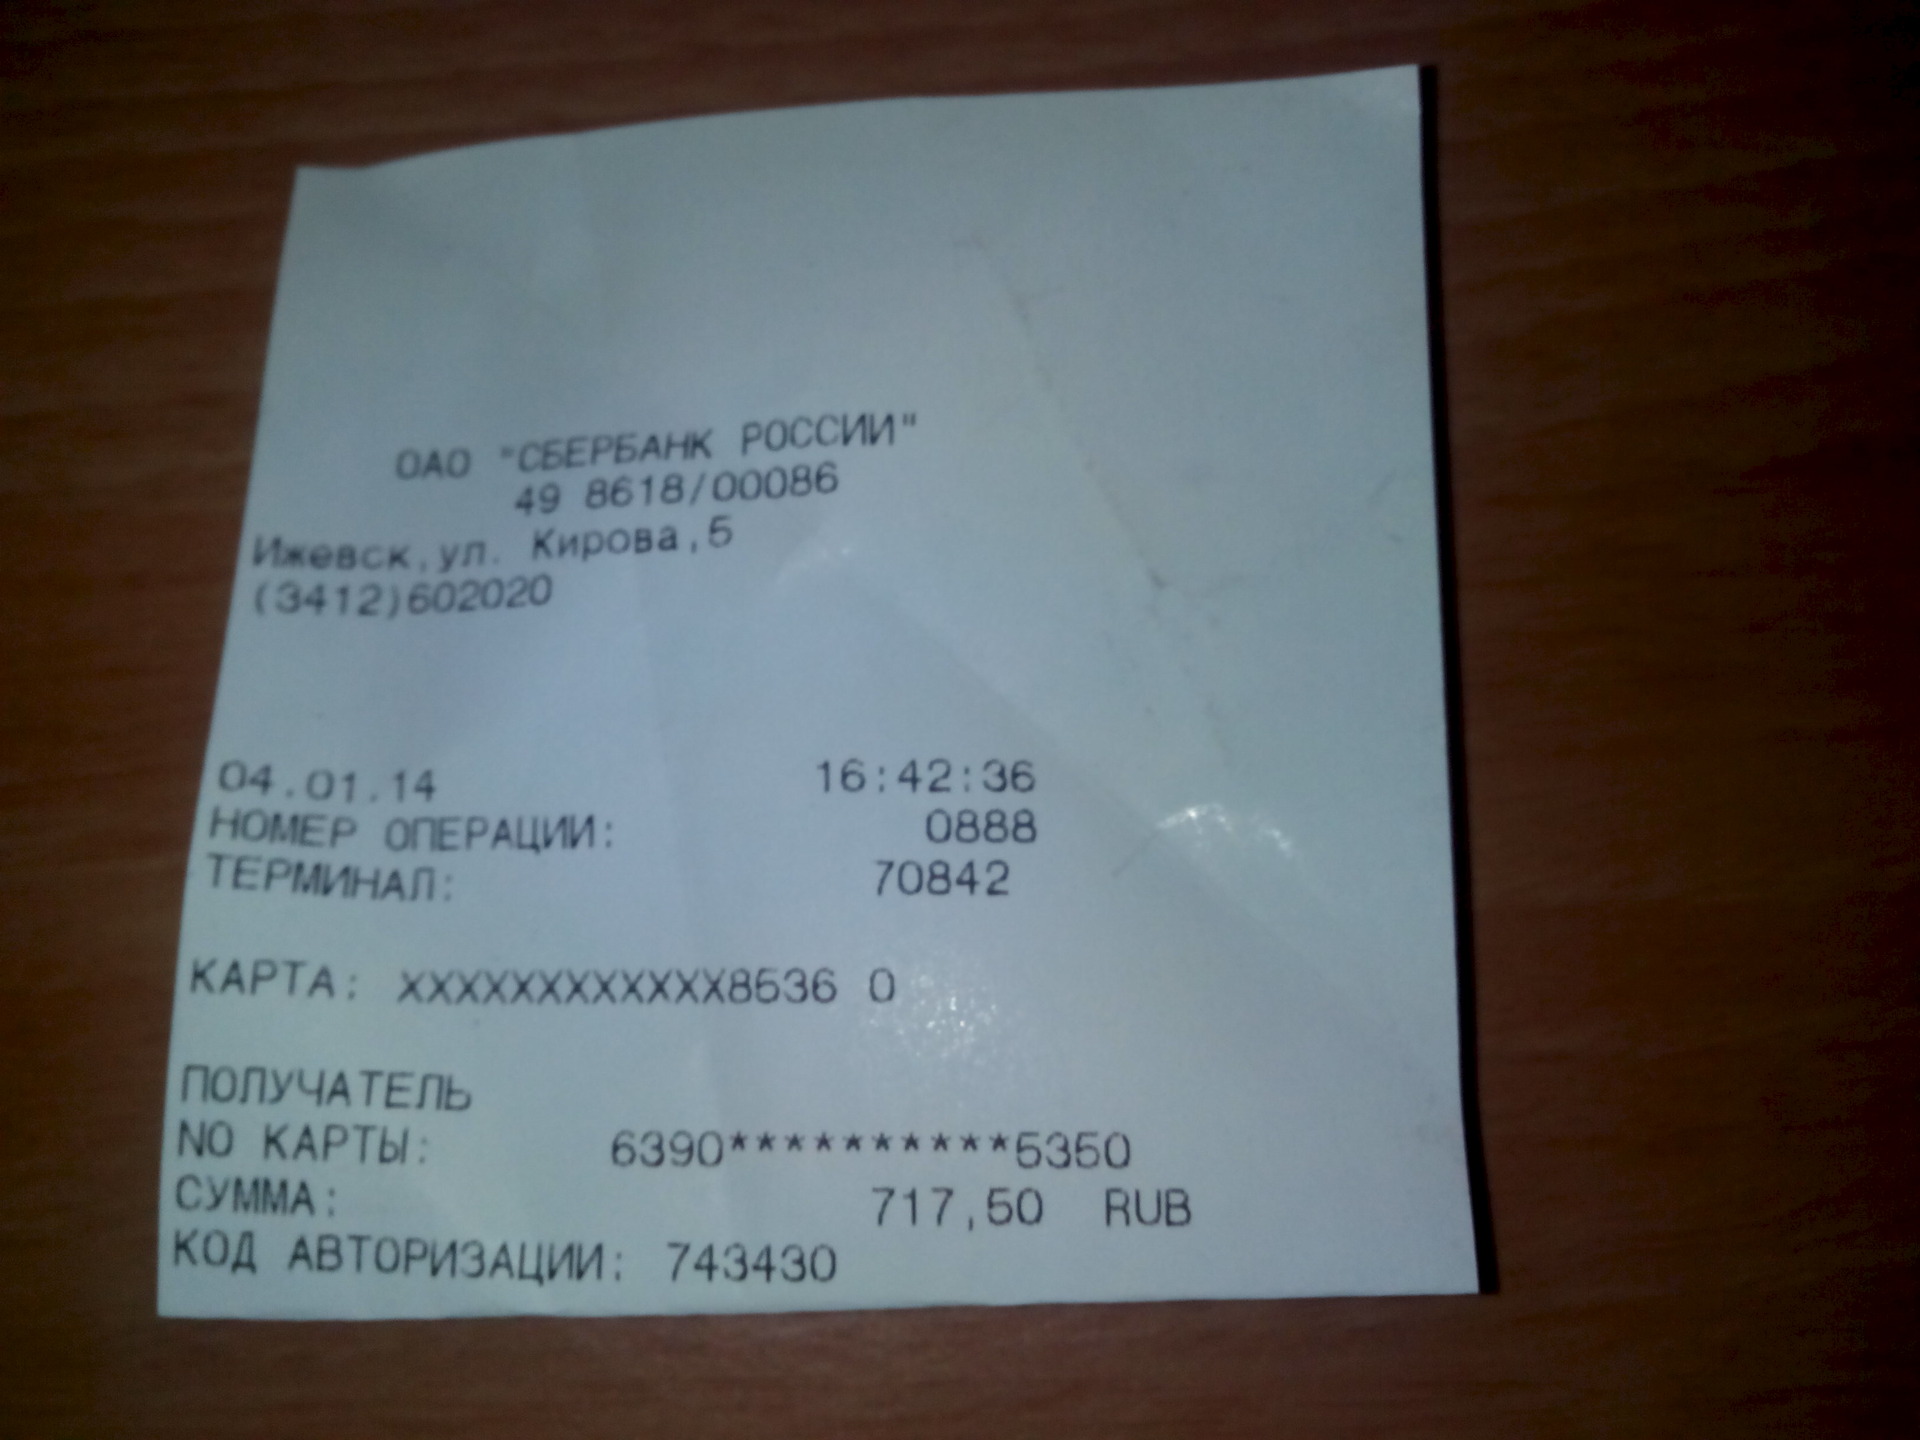 ОАО "СБЕРБАНК РОССИИ"
49 8618/00086
Ижевск,ул. Кирова,5
(3412)602020
04.01.14 16:42:36
НОМЕР ОПЕРАЦИИ: 0888
ТЕРМИНАЛ: 70842
КАРТА: XXXXXXXXXXXX8536 0
ПОЛУЧАТЕЛЬ
NO КАРТЫ: 6390**********5350
СУММА: 717,50 RUB
КОД АВТОРИЗАЦИИ: 743430